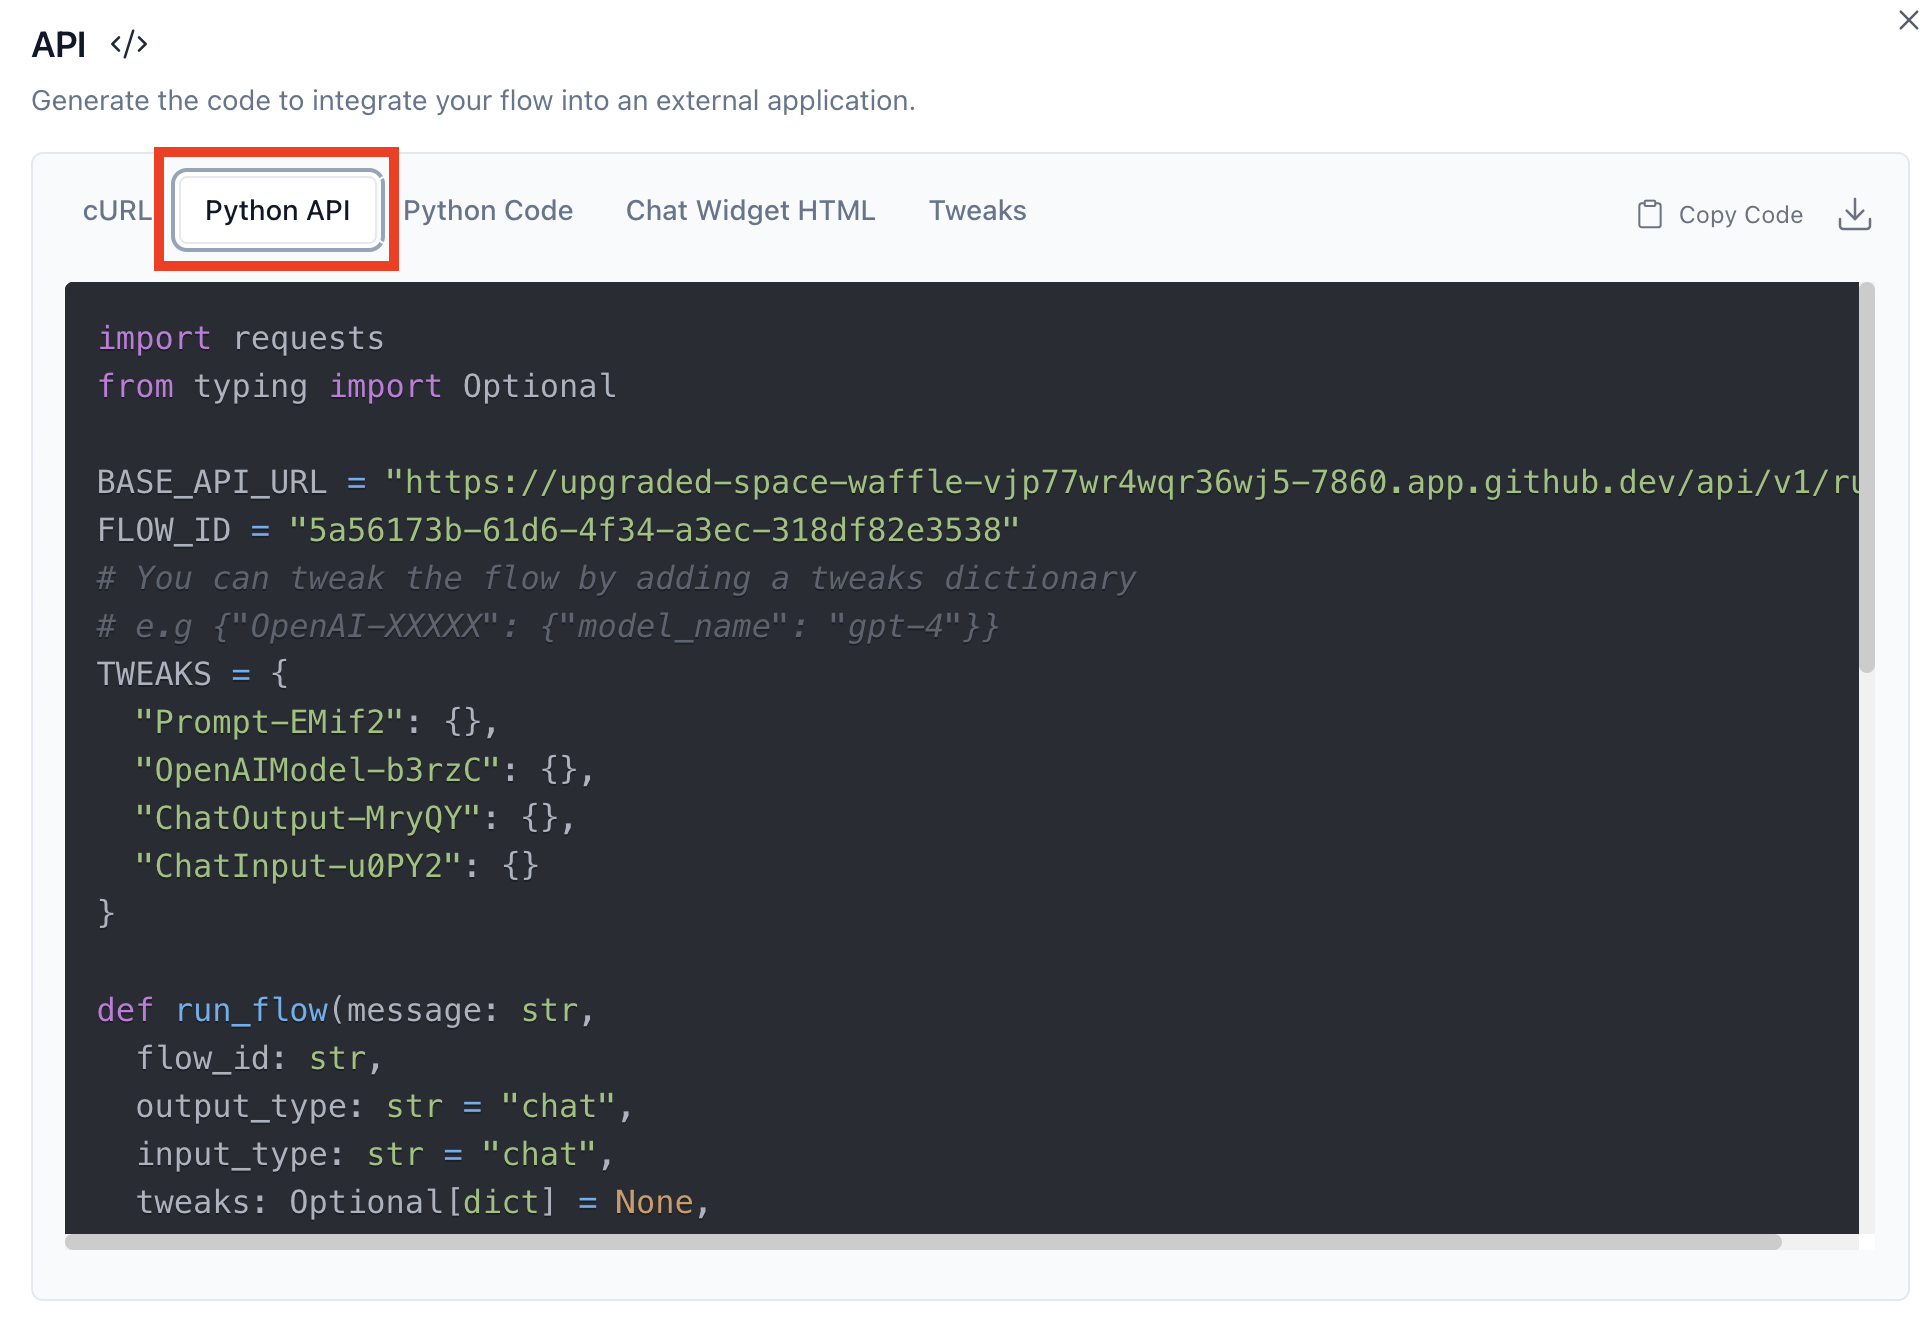 API </>
Generate the code to integrate your flow into an external application.
cURL Python API Python Code Chat Widget HTML Tweaks Copy Code
import requests
from typing import Optional
BASE_API_URL = "https://upgraded-space-waffle-vjp77wr4wqr36wj5-7860.app.github.dev/api/v1/ru
FLOW_ID = "5a56173b-61d6-4f34-a3ec-318df82e3538"
# You can tweak the flow by adding a tweaks dictionary
# e.g {"OpenAI-XXXXX": {"model_name": "gpt-4"}}
TWEAKS = {
  "Prompt-EMif2": {},
  "OpenAIModel-b3rzC": {},
  "ChatOutput-MryQY": {},
  "ChatInput-u0PY2": {}
}
def run_flow(message: str,
  flow_id: str,
  output_type: str = "chat",
  input_type: str = "chat",
  tweaks: Optional[dict] = None,